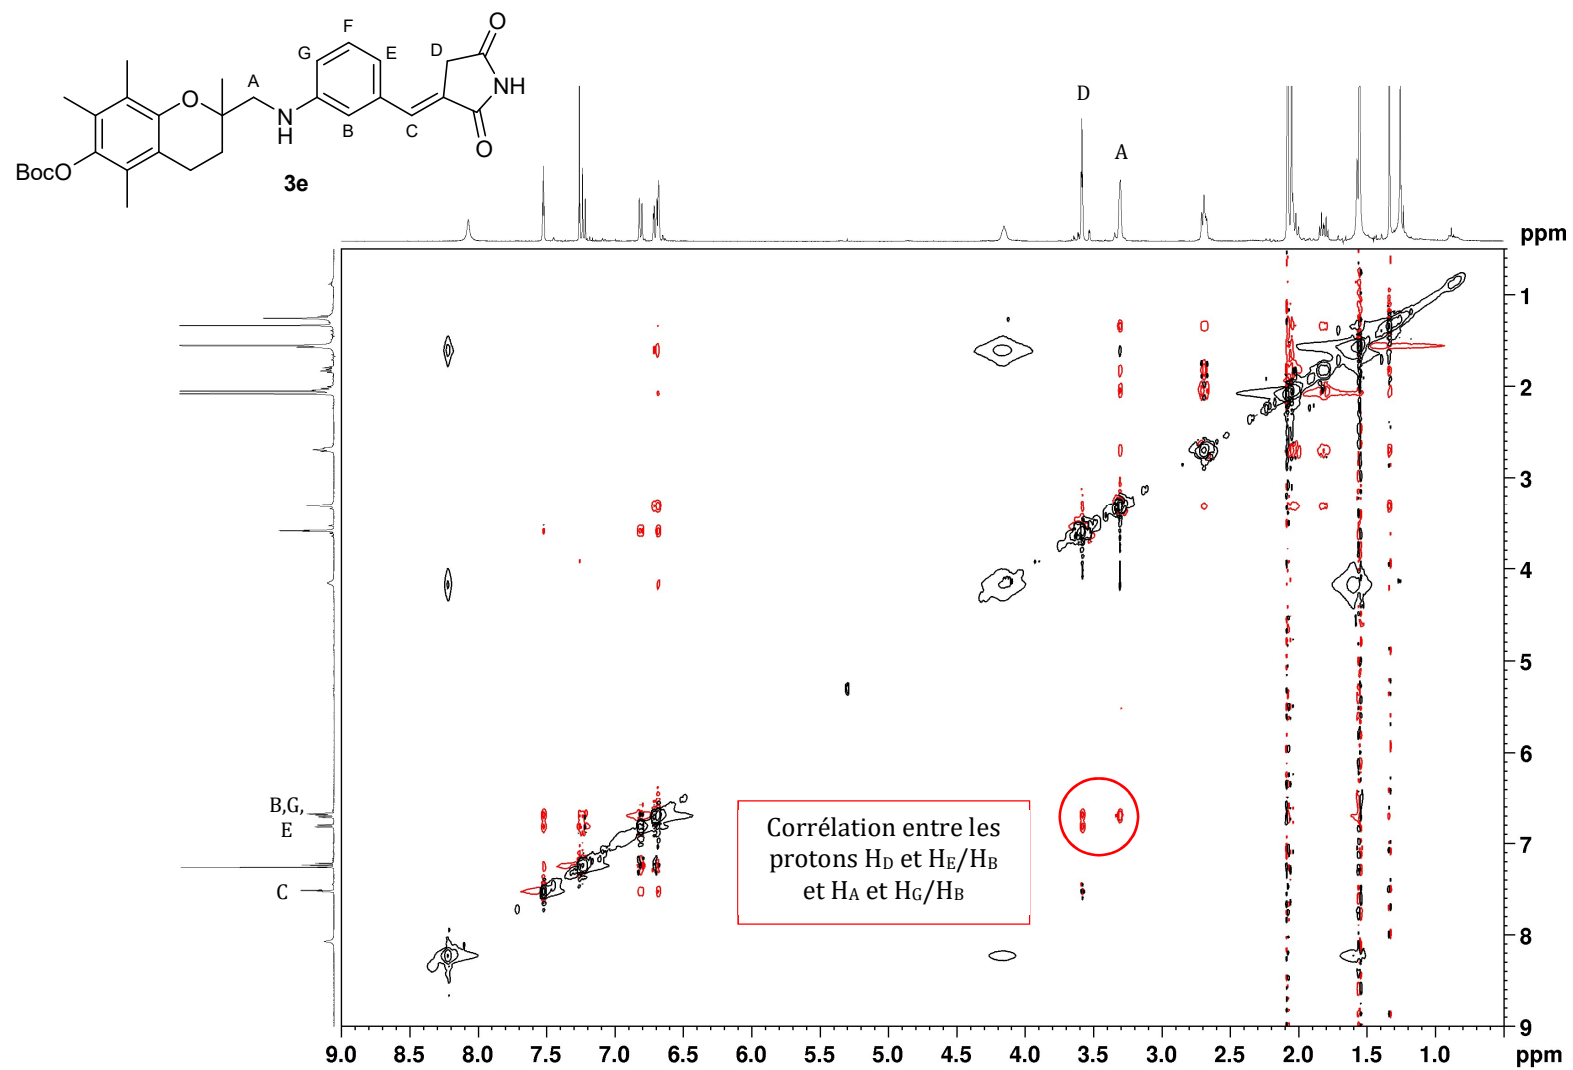 F
G
E
D
O
A
O
NH
N
H
B
C
O
BocO
3e
D
A
ppm
1
2
3
4
5
6
7
8
9
B,G,
E
C
Corrélation entre les
protons HD et HE/HB
et HA et HG/HB
9.0 8.5 8.0 7.5 7.0 6.5 6.0 5.5 5.0 4.5 4.0 3.5 3.0 2.5 2.0 1.5 1.0 ppm